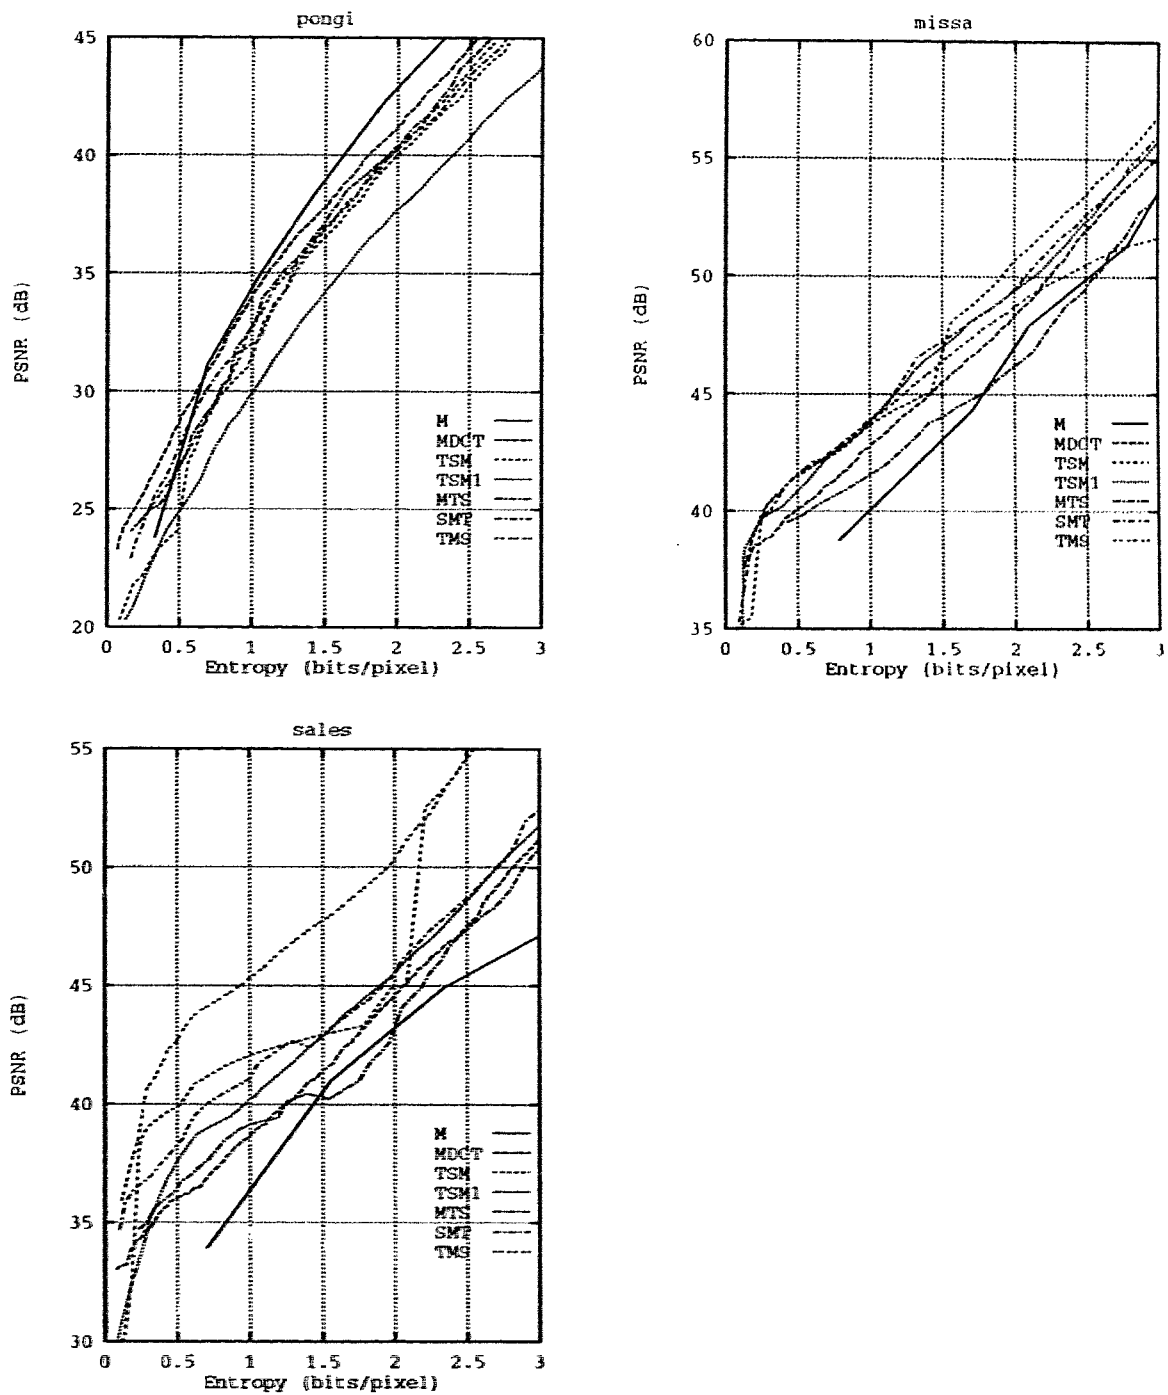 pongi
45
40
35
30
25
20
PSNR (dB)
M
MDCT
TSM
TSM1
MTS
SMT
TMS
0 0.5 1 1.5 2 2.5 3
Entropy (bits/pixel)
missa
60
55
50
45
40
35
PSNR (dB)
M
MDCT
TSM
TSM1
MTS
SMT
TMS
0 0.5 1 1.5 2 2.5 3
Entropy (bits/pixel)
sales
55
50
45
40
35
30
PSNR (dB)
M
MDCT
TSM
TSM1
MTS
SMT
TMS
0 0.5 1 1.5 2 2.5 3
Entropy (bits/pixel)